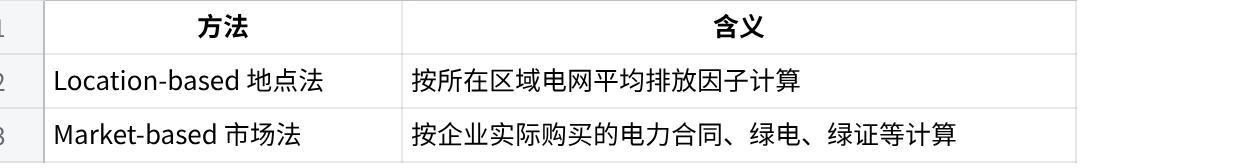 方法 含义
2 Location-based 地点法 按所在区域电网平均排放因子计算
3 Market-based 市场法 按企业实际购买的电力合同、绿电、绿证等计算